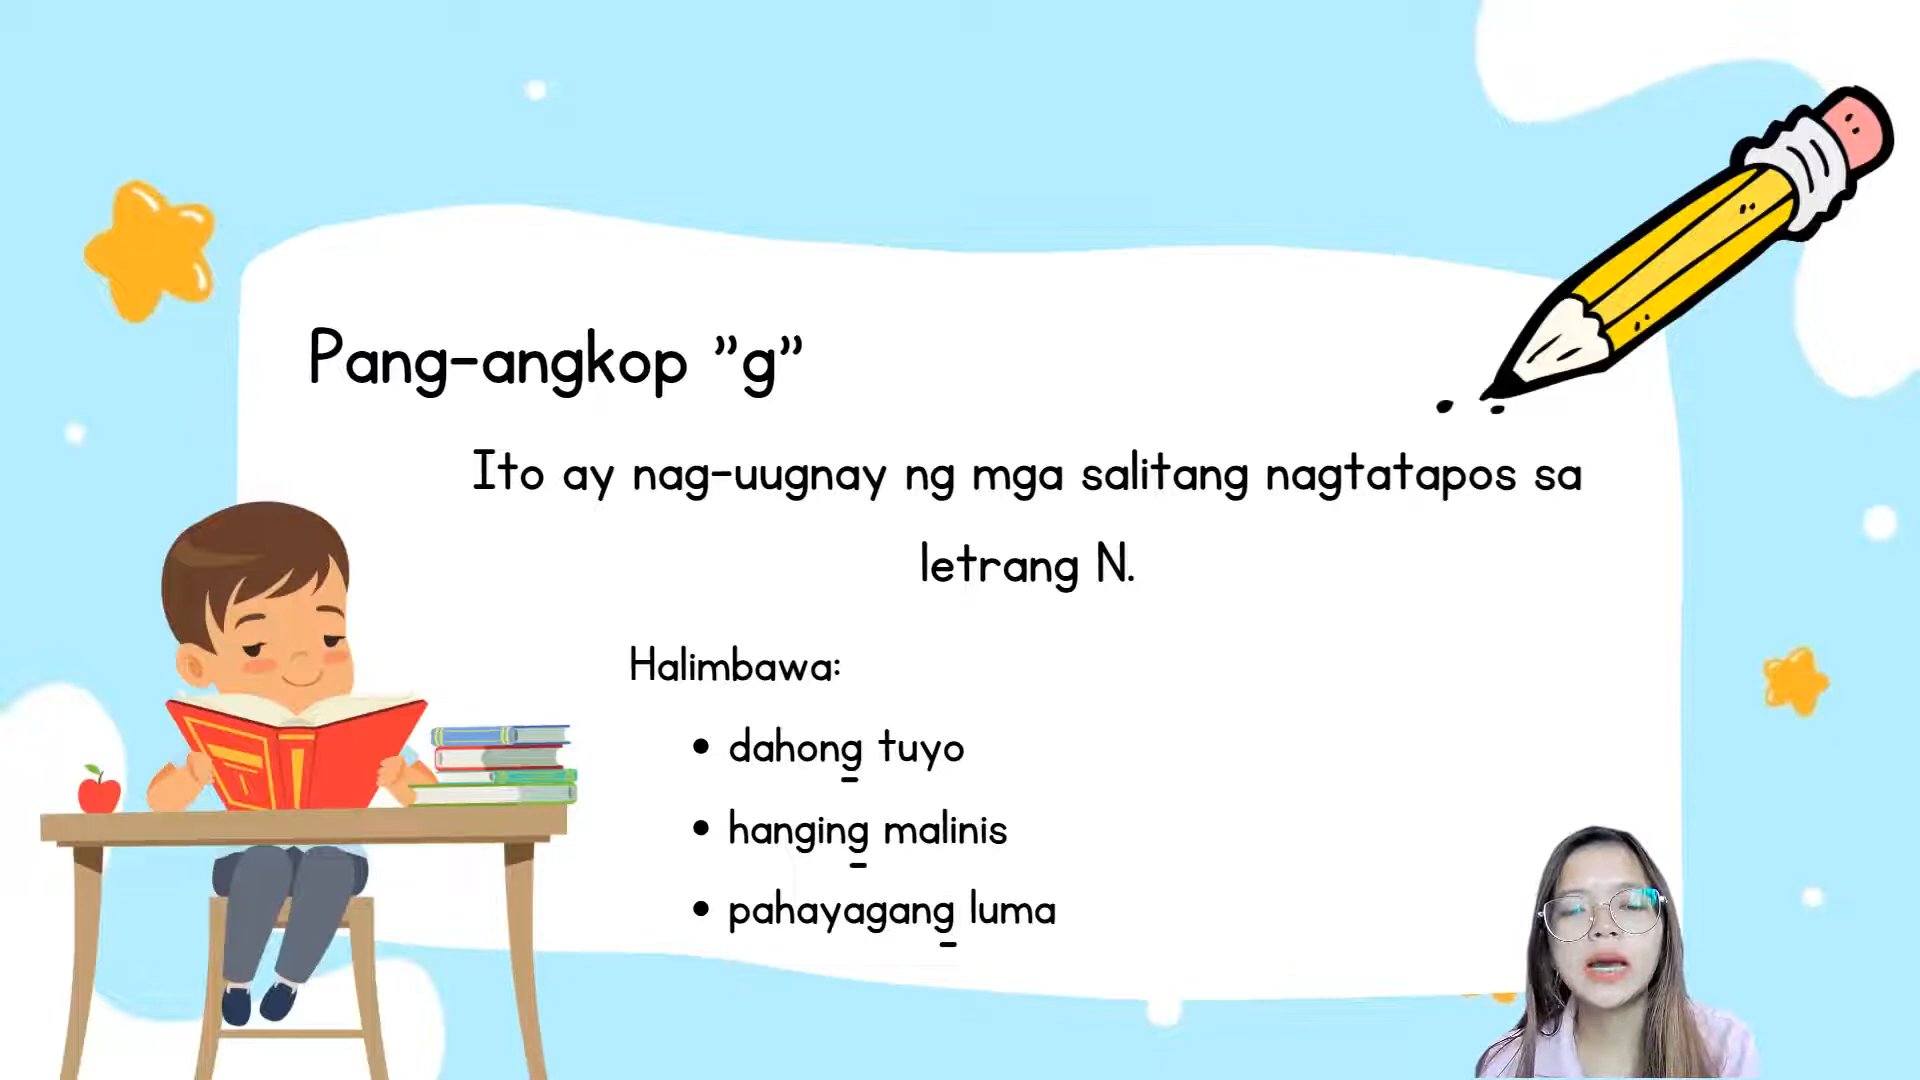 Pang-angkop ”g”
Ito ay nag-uugnay ng mga salitang nagtatapos sa
letrang N.
Halimbawa:
• dahong tuyo
• hanging malinis
• pahayagang luma